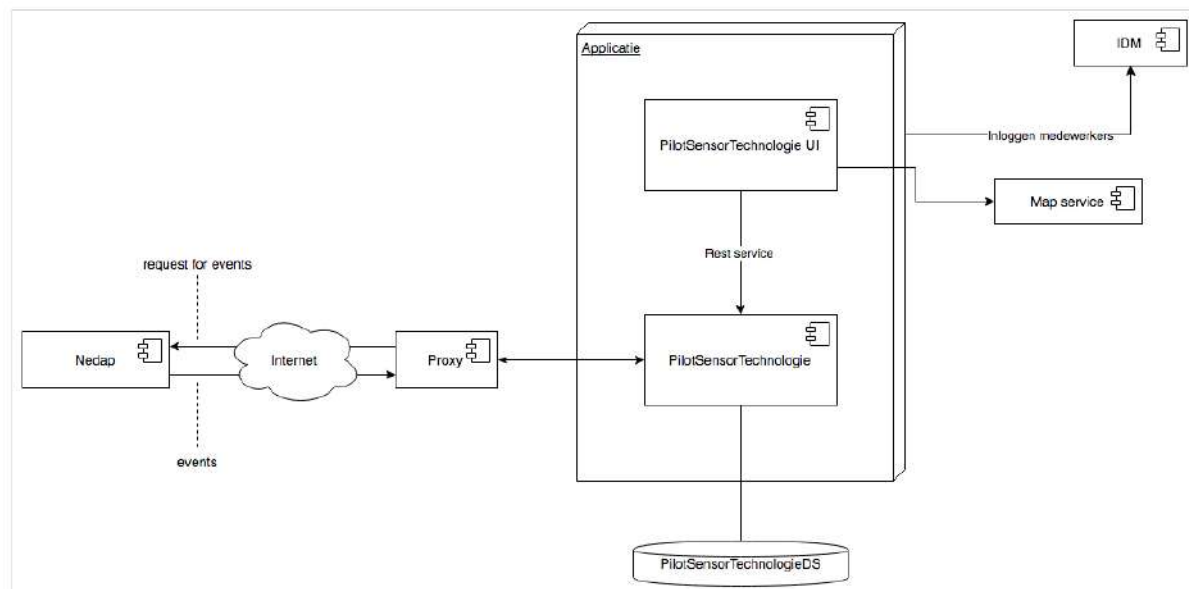 Applicatie
IDM
PilotSensorTechnologie UI
Inloggen medewerkers
Map service
Rest service
request for events
Nedap
Internet
Proxy
PilotSensorTechnologie
events
PilotSensorTechnologieDS